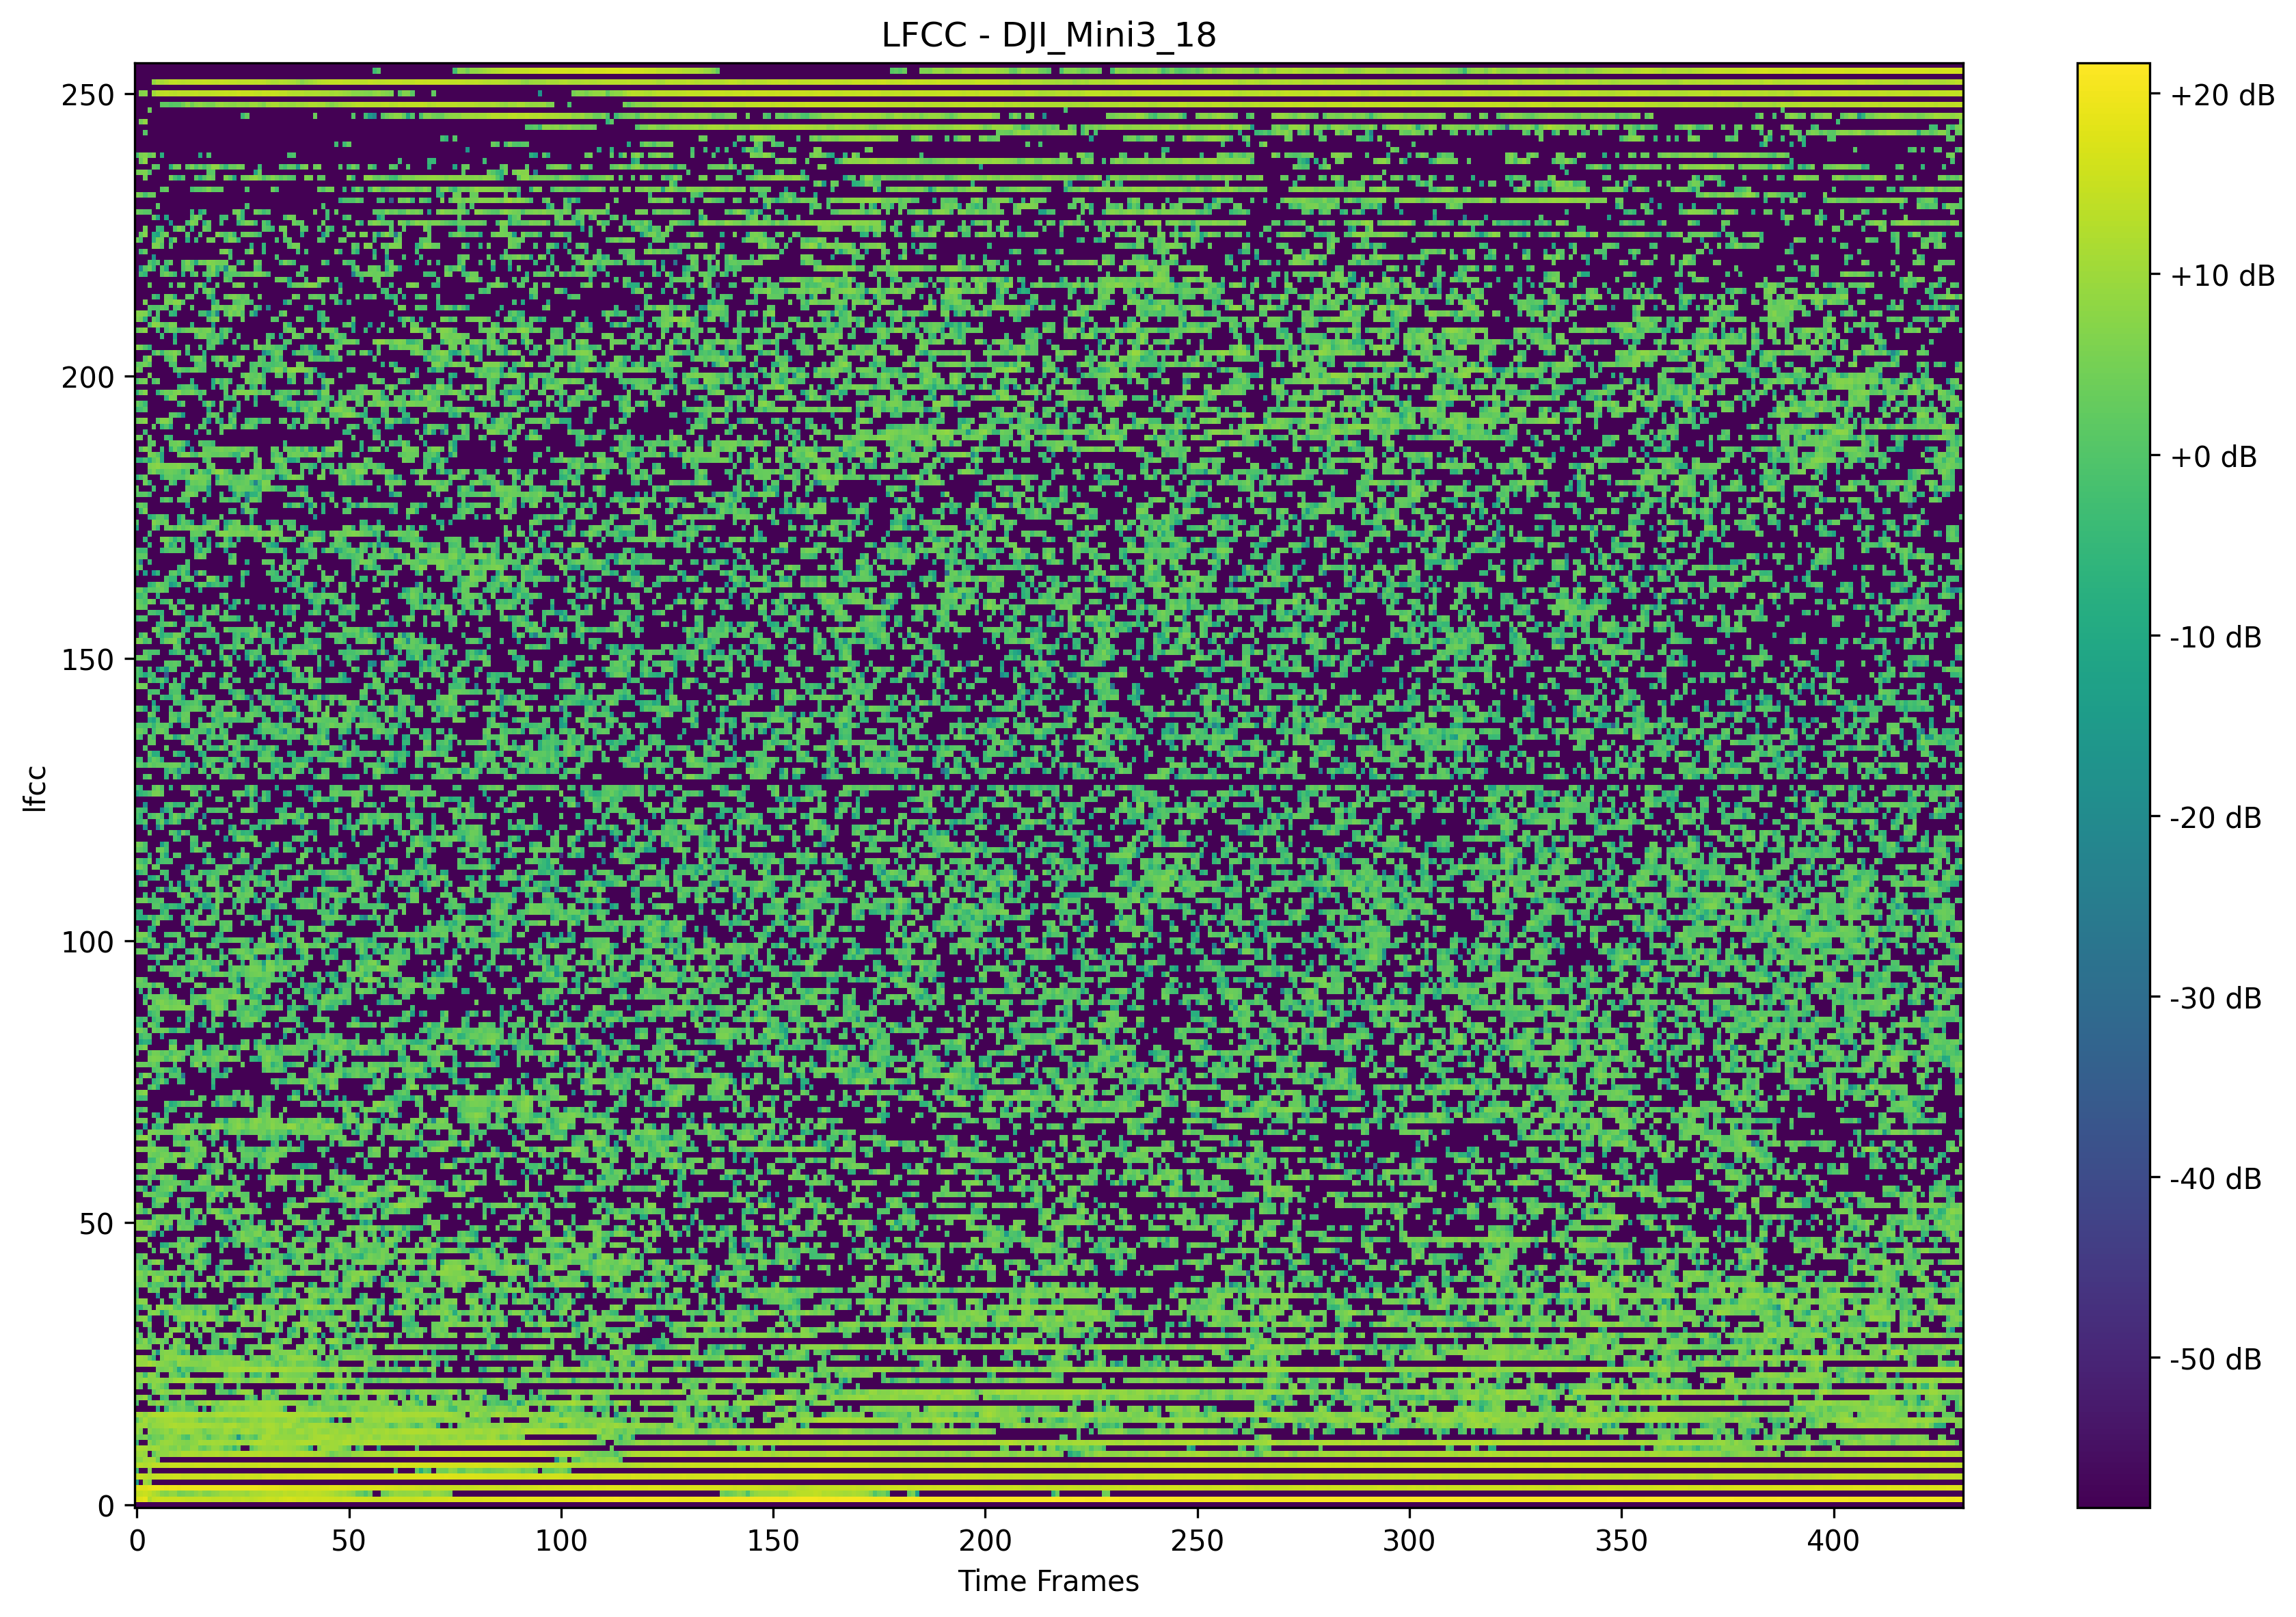 LFCC - DJI_Mini3_18
250
200
150
100
50
0
lfcc
0 50 100 150 200 250 300 350 400
Time Frames
+20 dB
+10 dB
+0 dB
-10 dB
-20 dB
-30 dB
-40 dB
-50 dB